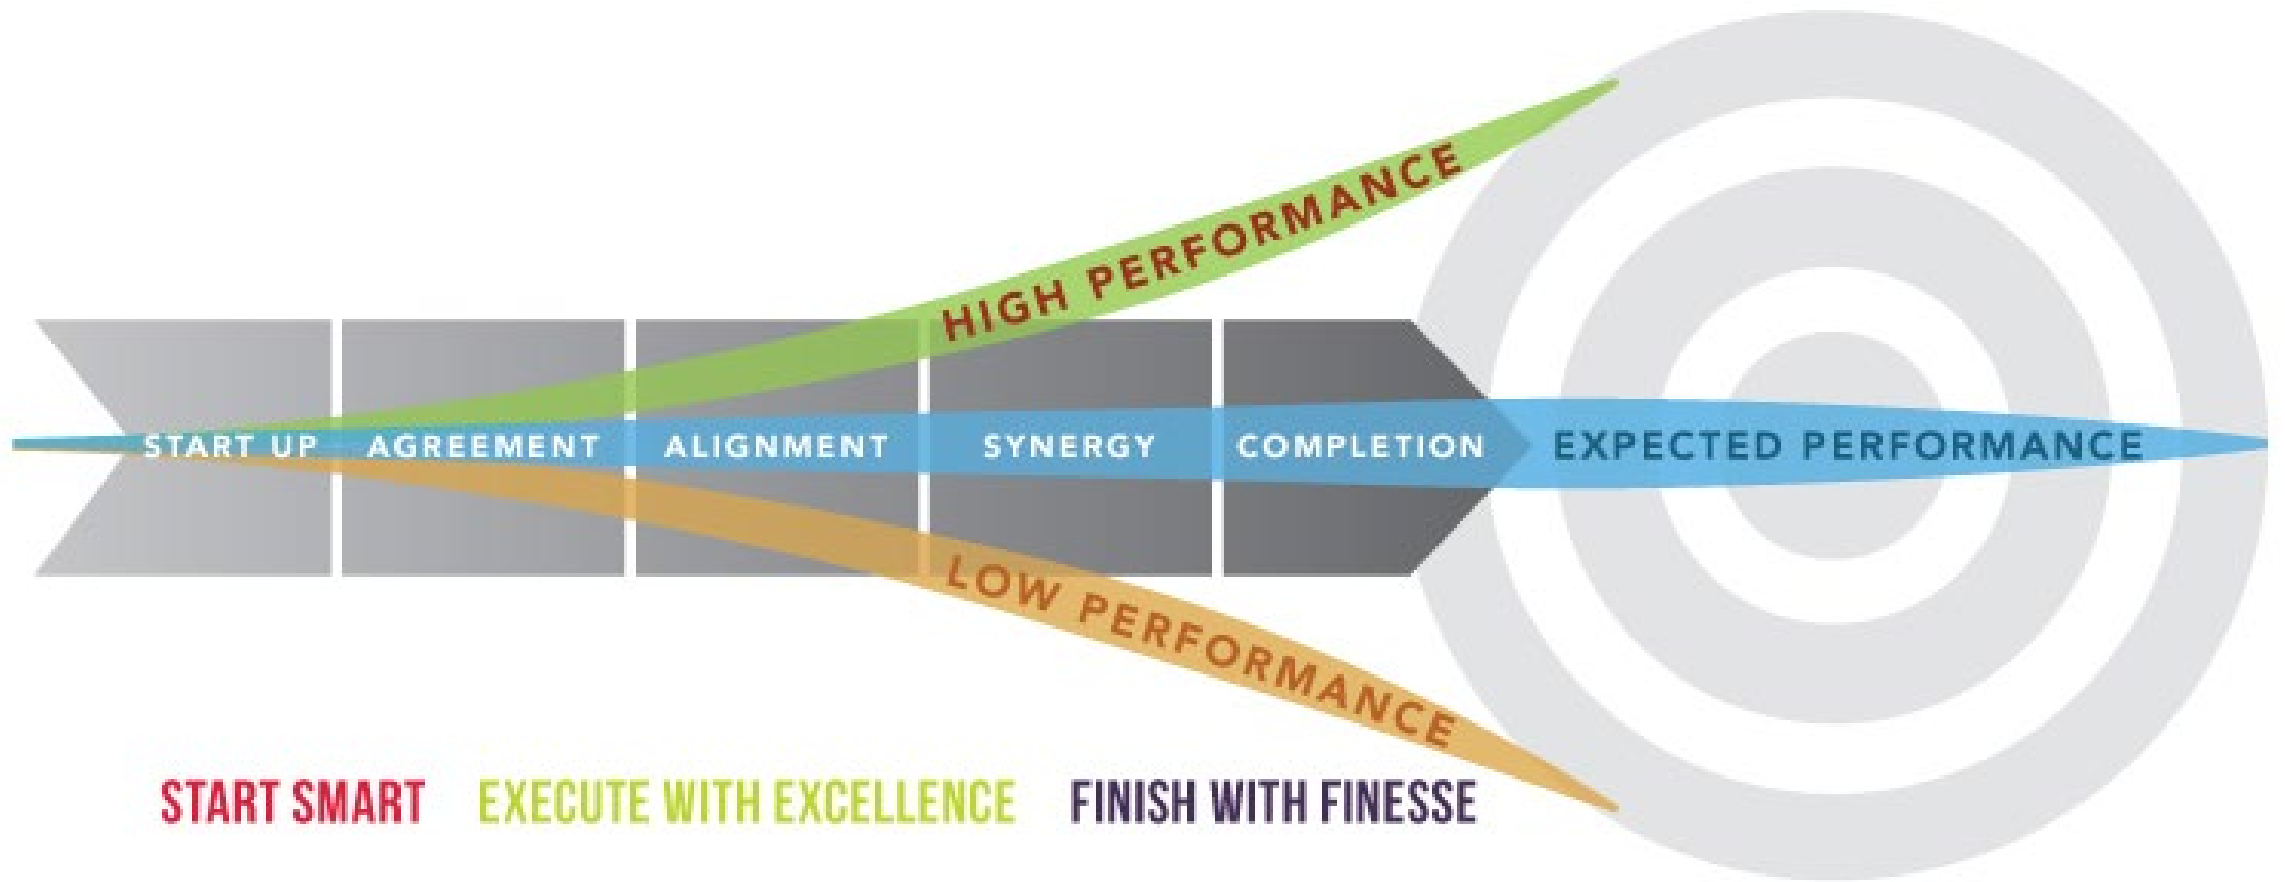 HIGH PERFORMANCE
START UP
AGREEMENT
ALIGNMENT
SYNERGY
COMPLETION
EXPECTED PERFORMANCE
LOW PERFORMANCE
START SMART
EXECUTE WITH EXCELLENCE
FINISH WITH FINESSE